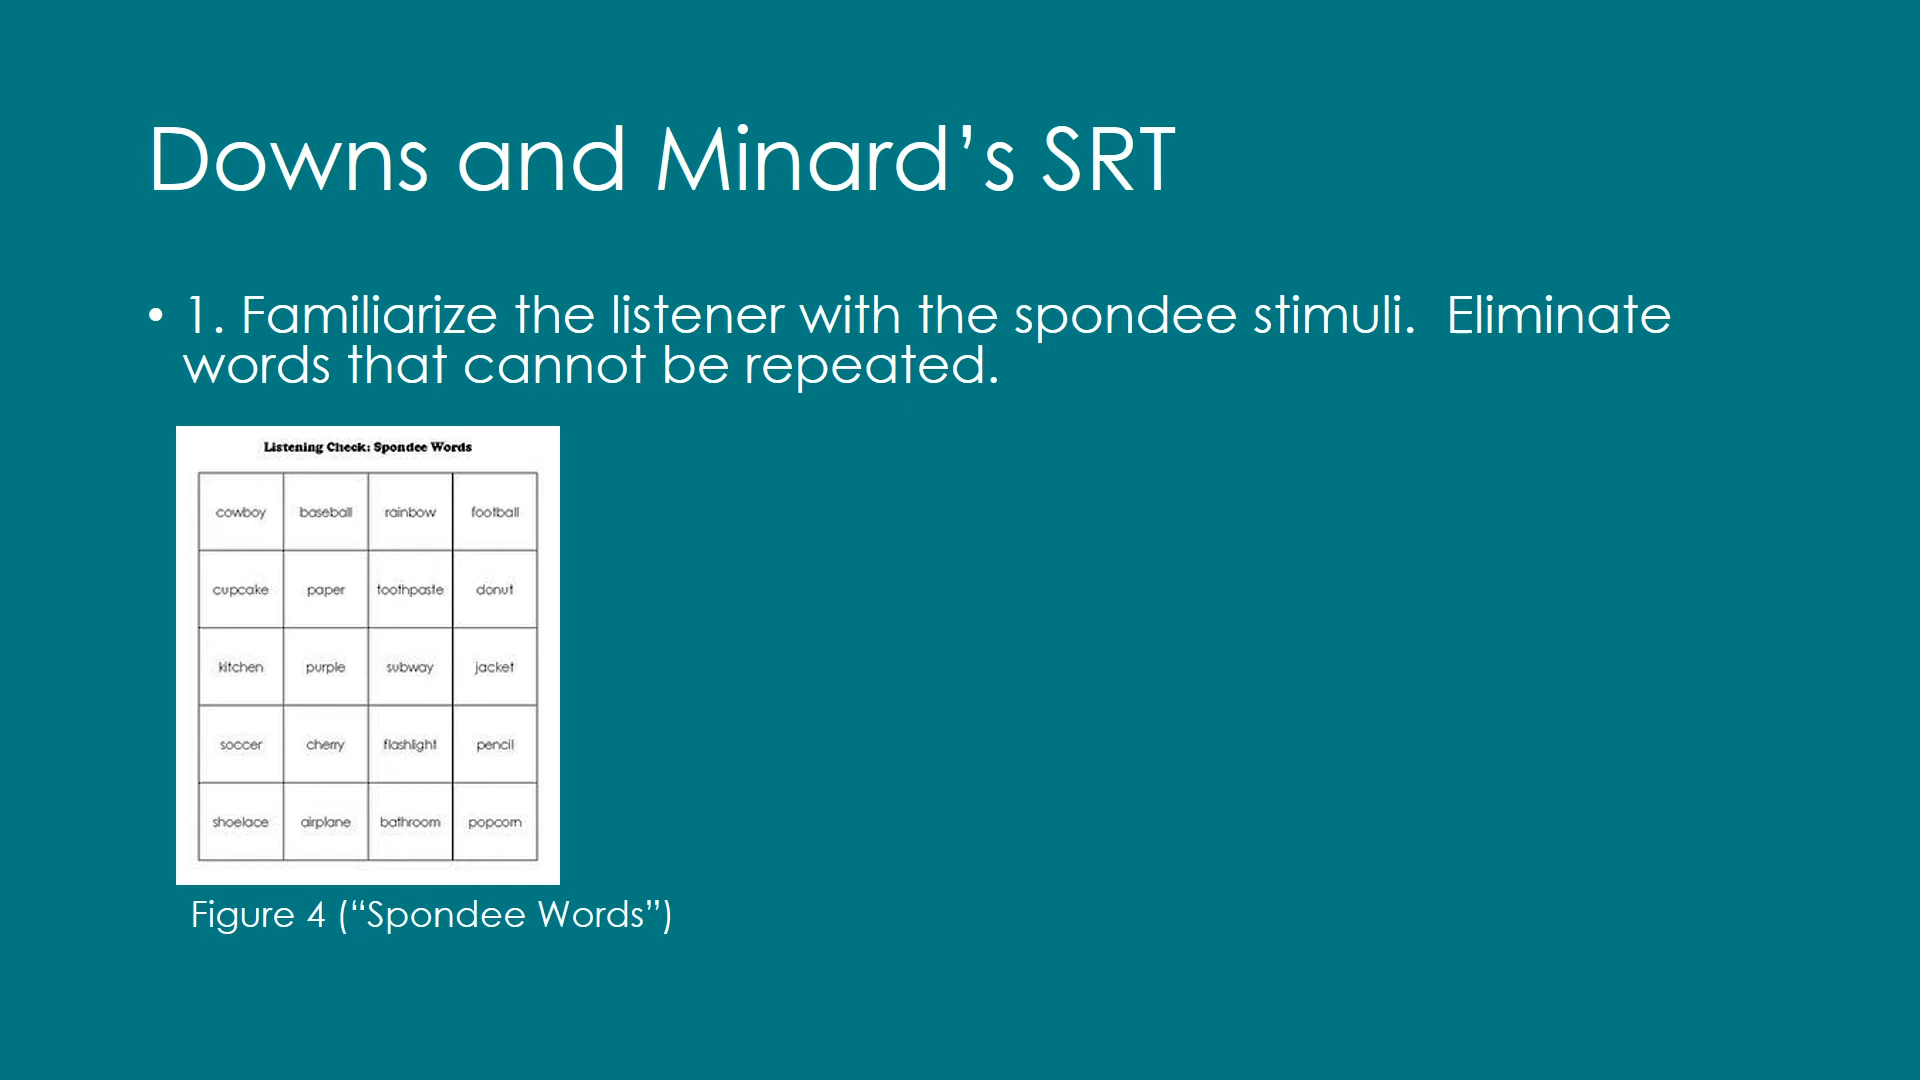 Downs and Minard’s SRT
• 1. Familiarize the listener with the spondee stimuli.  Eliminate
words that cannot be repeated.
Listening Check: Spondee Words
cowboy baseball rainbow football
cupcake paper toothpaste donut
kitchen purple subway jacket
soccer cherry flashlight pencil
shoelace airplane bathroom popcorn
Figure 4 (“Spondee Words”)